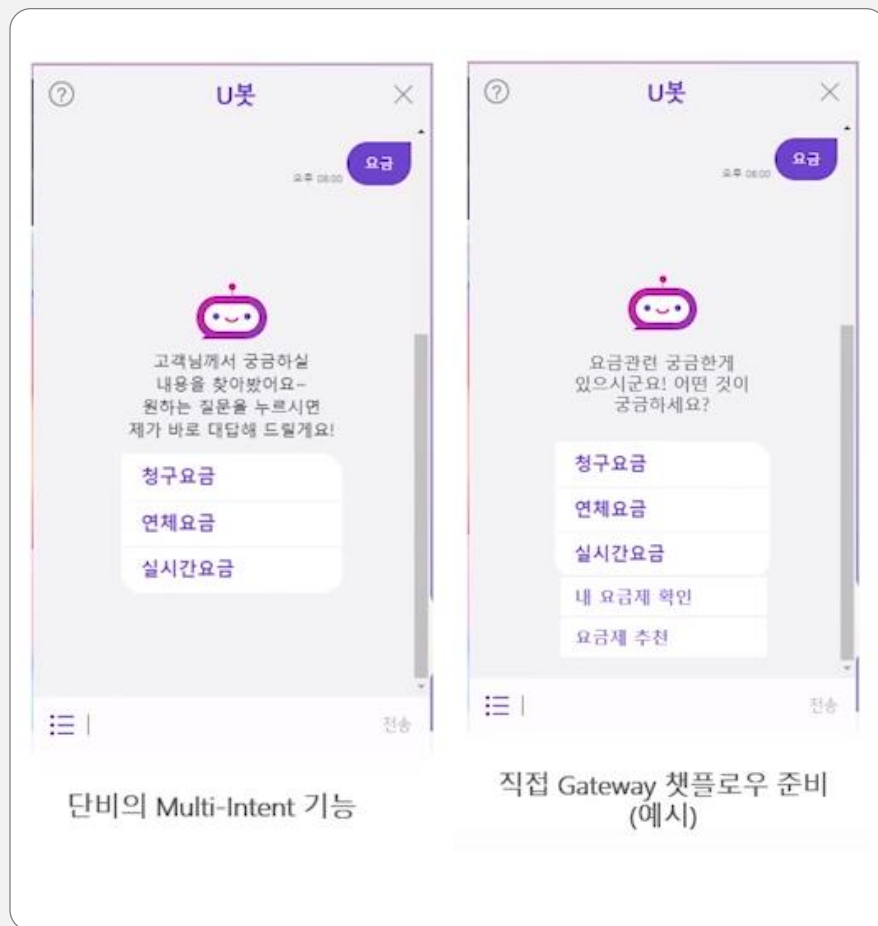 U봇
요금
오후 08:00
고객님께서 궁금하실
내용을 찾아봤어요~
원하는 질문을 누르시면
제가 바로 대답해 드릴게요!
청구요금
연체요금
실시간요금
전송
단비의 Multi-Intent 기능
U봇
요금
오후 08:00
요금관련 궁금한게
있으시군요! 어떤 것이
궁금하세요?
청구요금
연체요금
실시간요금
내 요금제 확인
요금제 추천
전송
직접 Gateway 챗플로우 준비
(예시)